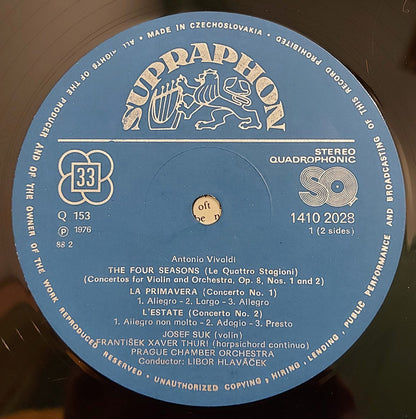 MADE IN CZECHOSLOVAKIA • ALL RIGHTS OF THE PRODUCER AND OF THE OWNER OF THE WORK REPRODUCED RESERVED • UNAUTHORIZED COPYING, HIRING, LENDING, PUBLIC PERFORMANCE AND BROADCASTING OF THIS RECORD PROHIBITED
SUPRAPHON
33
STEREO
QUADROPHONIC
SQ
Q 153
1410 2028
Ⓟ 1976
1 (2 sides)
88 2
oft
be n
Antonio Vivaldi
THE FOUR SEASONS (Le Quattro Stagioni)
(Concertos for Violin and Orchestra, Op. 8, Nos. 1 and 2)
LA PRIMAVERA (Concerto No. 1)
1. Allegro - 2. Largo - 3. Allegro
L'ESTATE (Concerto No. 2)
1. Allegro non molto - 2. Adagio - 3. Presto
JOSEF SUK (violin)
FRANTIŠEK XAVER THURI (harpsichord continuo)
PRAGUE CHAMBER ORCHESTRA
Conductor: LIBOR HLAVÁČEK